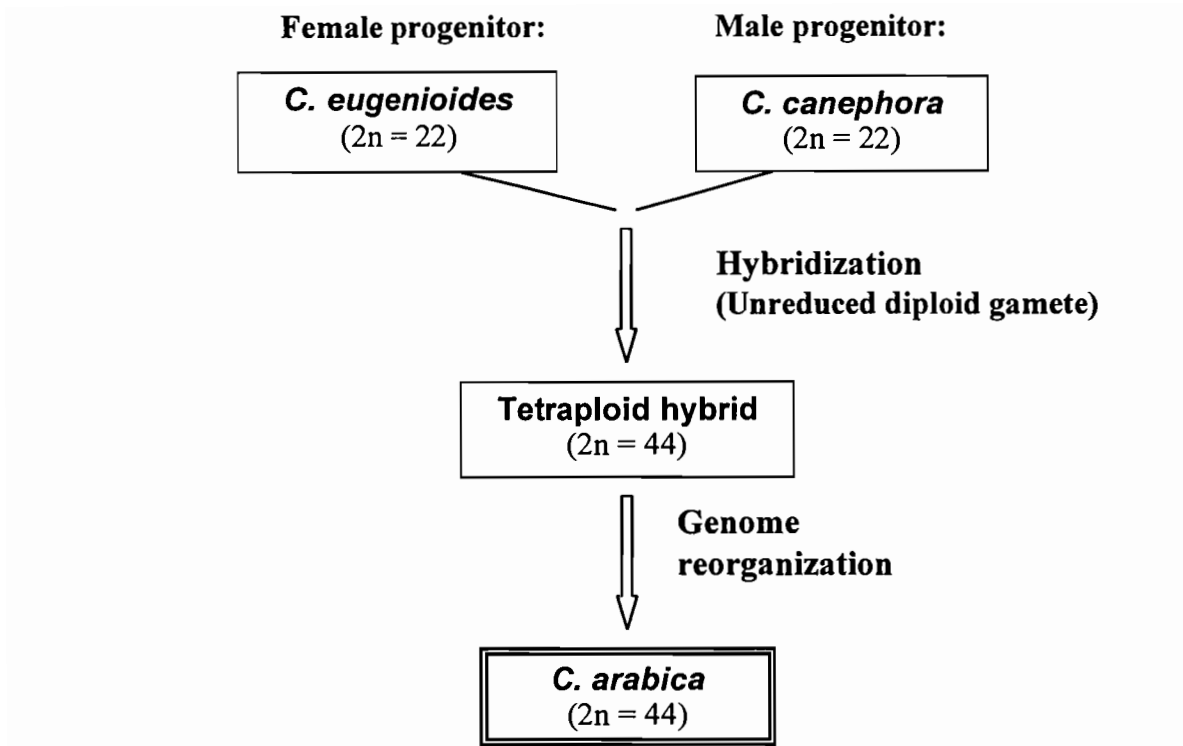 Female progenitor:
Male progenitor:
C. eugenioides
(2n = 22)
C. canephora
(2n = 22)
Hybridization
(Unreduced diploid gamete)
Tetraploid hybrid
(2n = 44)
Genome
reorganization
C. arabica
(2n = 44)